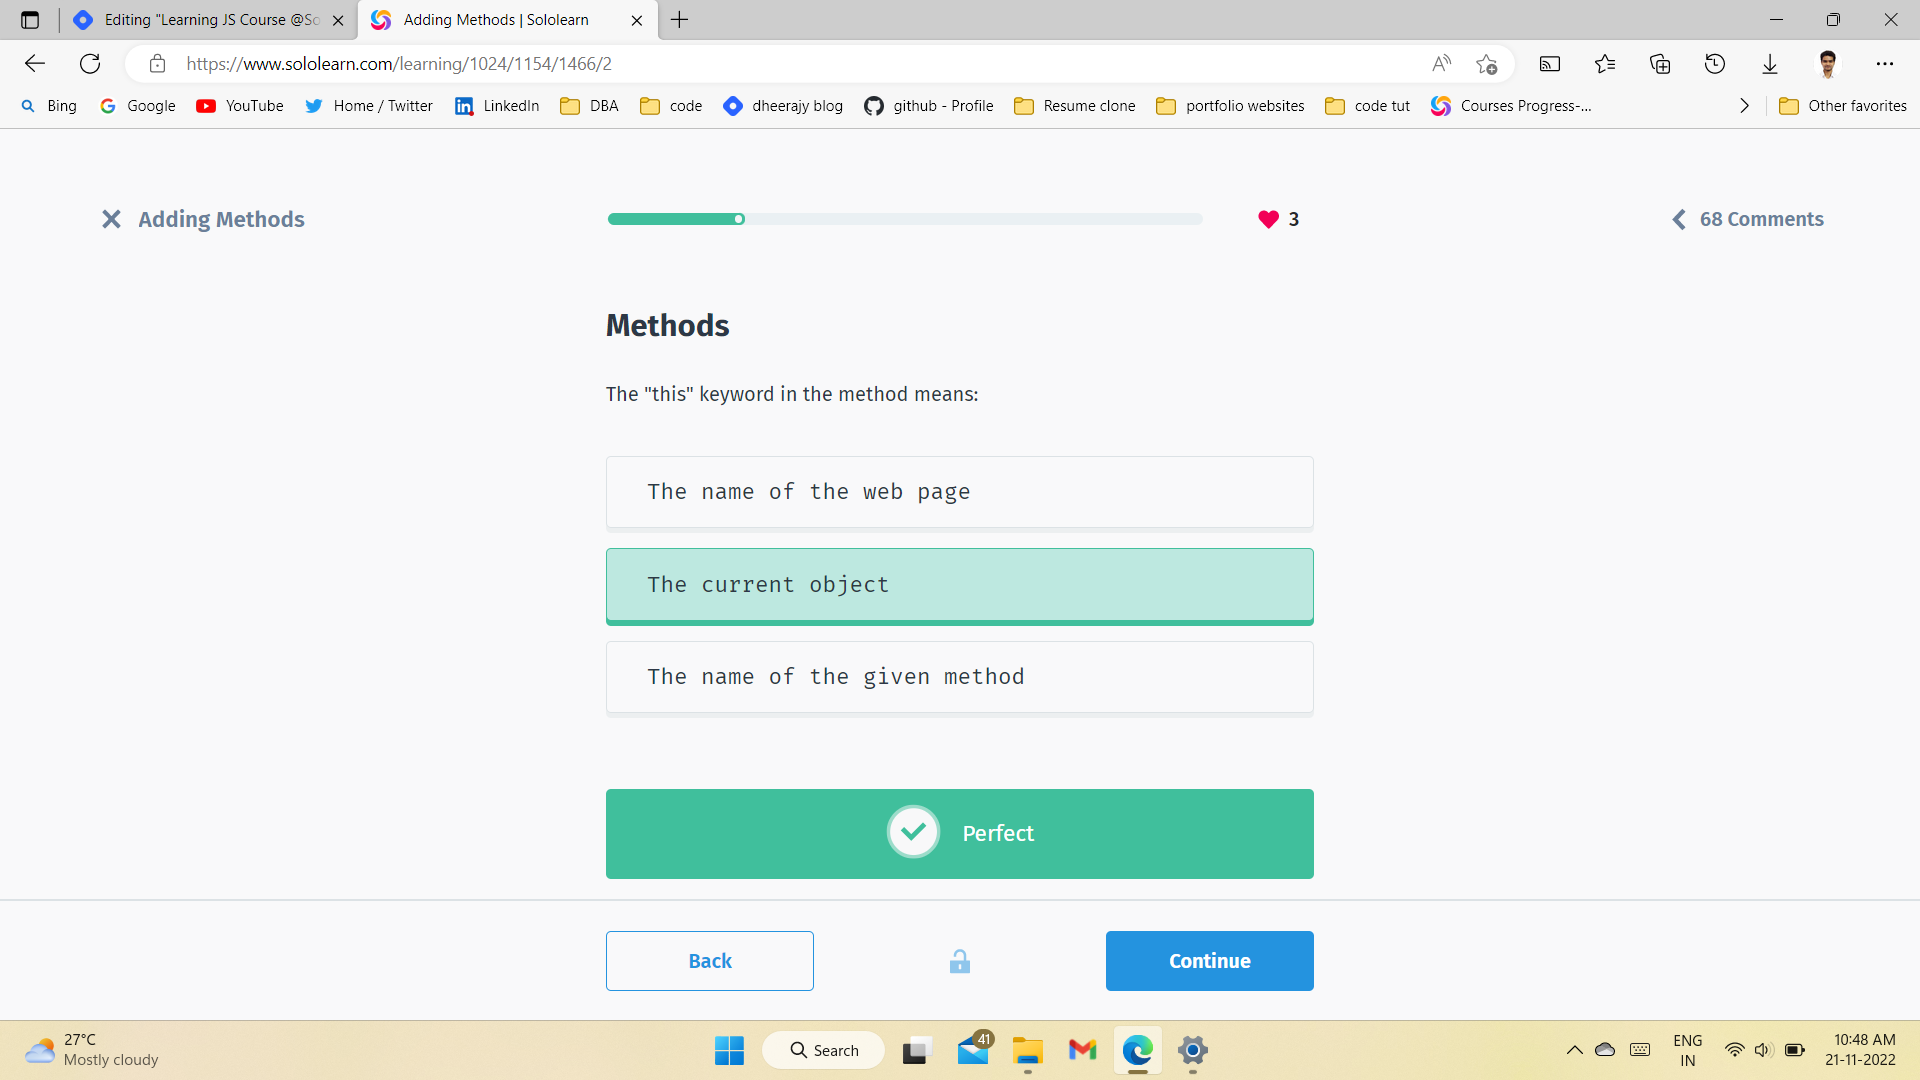 Editing "Learning JS Course @So
Adding Methods | Sololearn
https://www.sololearn.com/learning/1024/1154/1466/2
Bing
Google
YouTube
Home / Twitter
LinkedIn
DBA
code
dheerajy blog
github - Profile
Resume clone
portfolio websites
code tut
Courses Progress-...
Other favorites
Adding Methods
3
68 Comments
Methods
The "this" keyword in the method means:
The name of the web page
The current object
The name of the given method
Perfect
Back
Continue
27°C
Mostly cloudy
Search
41
ENG
IN
10:48 AM
21-11-2022